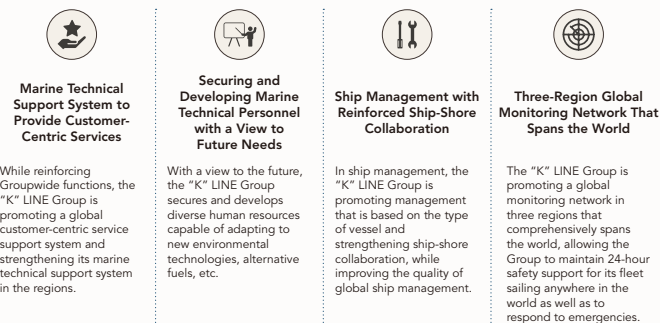 Marine Technical
Support System to
Provide Customer-
Centric Services
While reinforcing
Groupwide functions, the
“K” LINE Group is
promoting a global
customer-centric service
support system and
strengthening its marine
technical support system
in the regions.
Securing and
Developing Marine
Technical Personnel
with a View to
Future Needs
With a view to the future,
the “K” LINE Group
secures and develops
diverse human resources
capable of adapting to
new environmental
technologies, alternative
fuels, etc.
Ship Management with
Reinforced Ship-Shore
Collaboration
In ship management, the
“K” LINE Group is
promoting management
that is based on the type
of vessel and
strengthening ship-shore
collaboration, while
improving the quality of
global ship management.
Three-Region Global
Monitoring Network That
Spans the World
The “K” LINE Group is
promoting a global
monitoring network in
three regions that
comprehensively spans
the world, allowing the
Group to maintain 24-hour
safety support for its fleet
sailing anywhere in the
world as well as to
respond to emergencies.